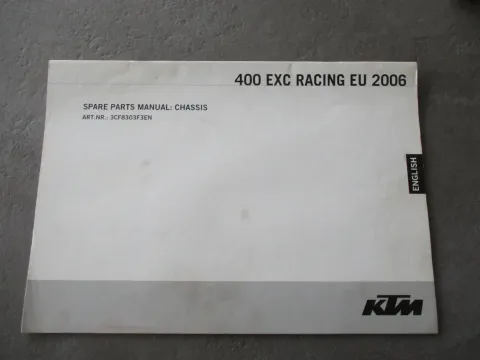 400 EXC RACING EU 2006
SPARE PARTS MANUAL: CHASSIS
ART.NR.: 3CF8303F3EN
ENGLISH
KTM